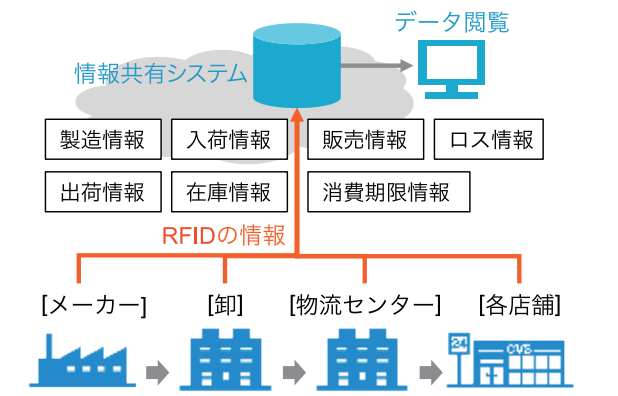 データ閲覧
情報共有システム
製造情報 入荷情報 販売情報 ロス情報
出荷情報 在庫情報 消費期限情報
RFIDの情報
[メーカー] [卸] [物流センター] [各店舗]
24
CVS